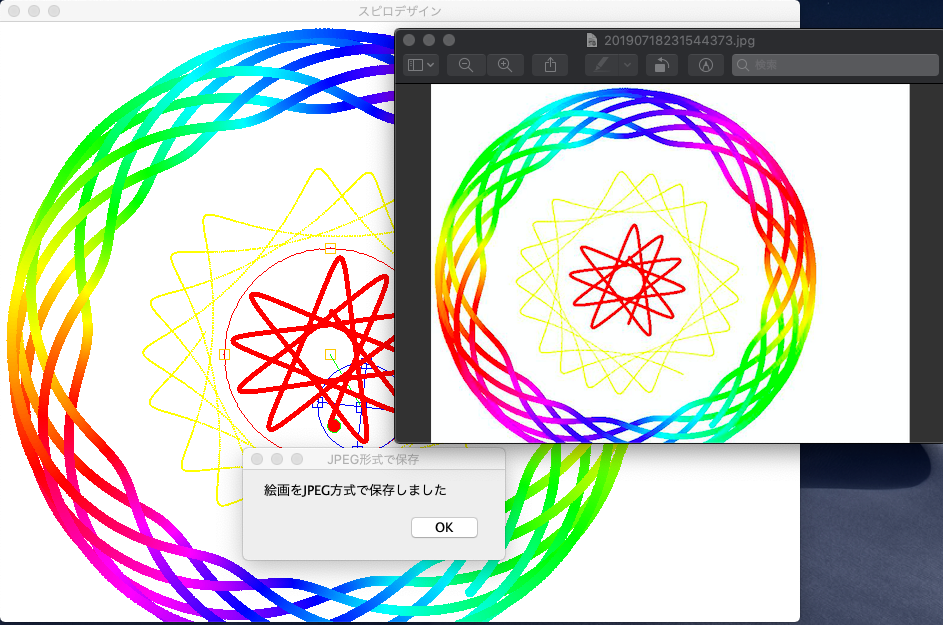 スピロデザイン
20190718231544373.jpg
検索
JPEG形式で保存
絵画をJPEG方式で保存しました
OK